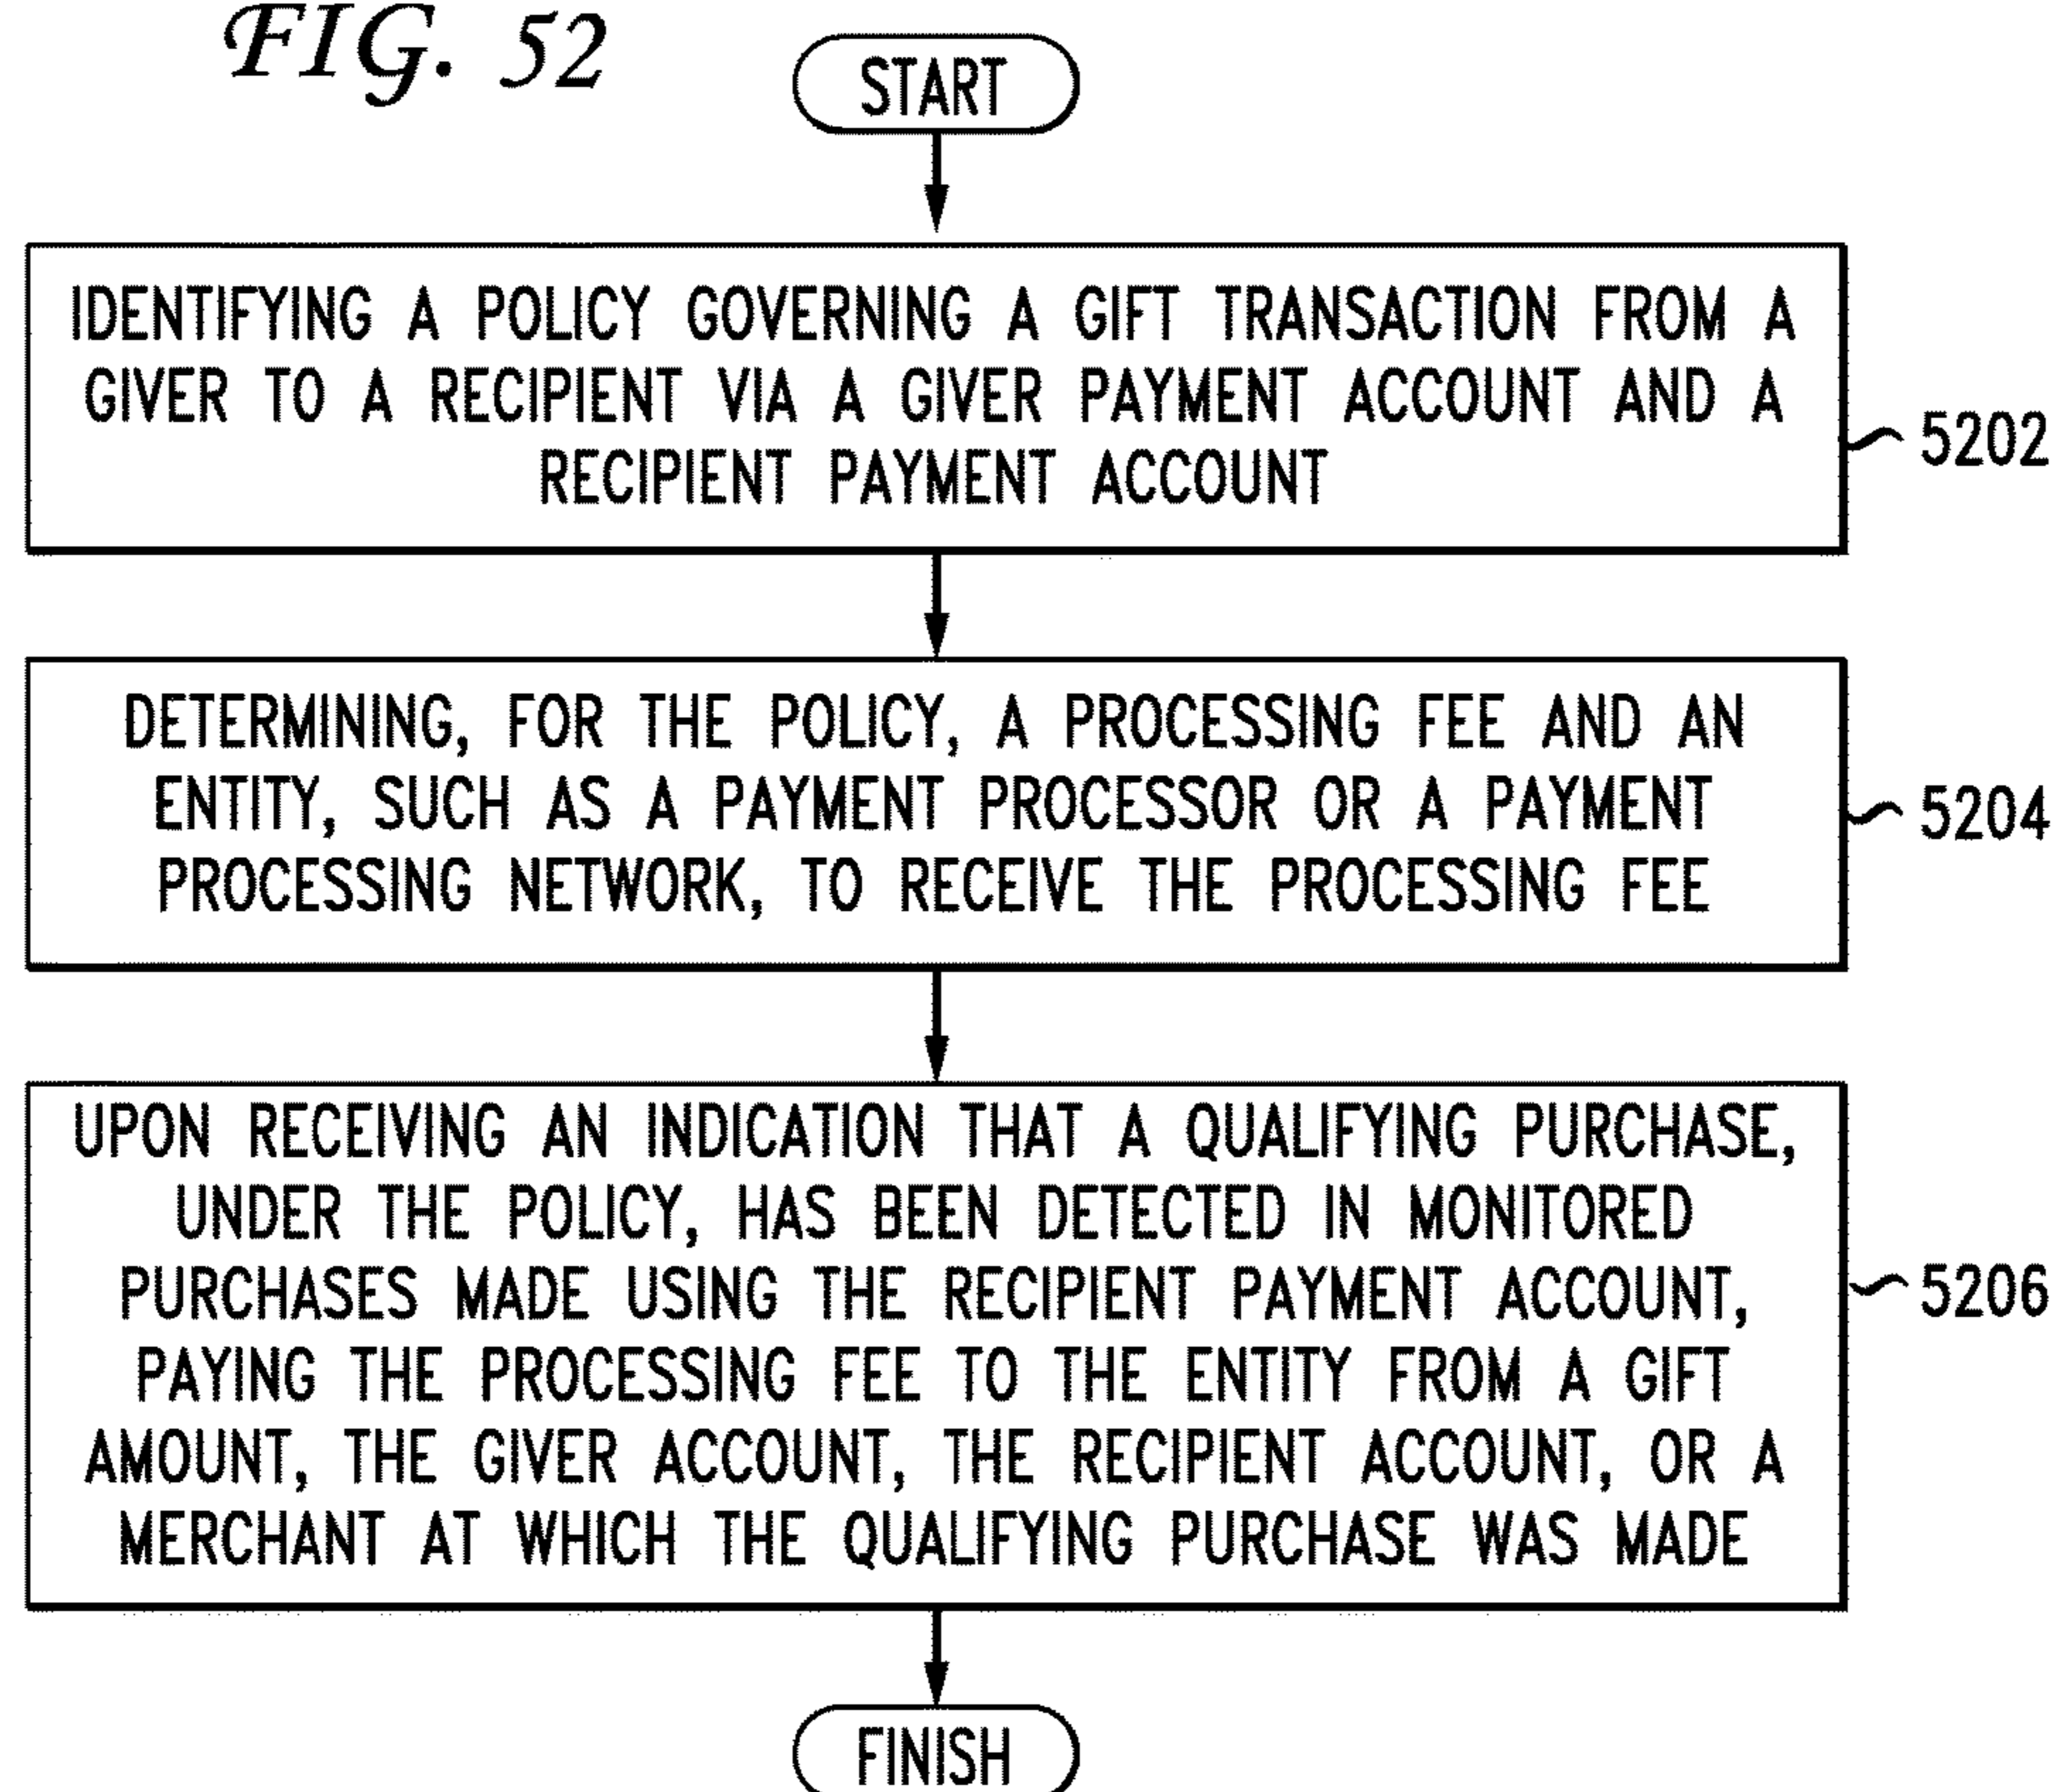 FIG. 52
START
IDENTIFYING A POLICY GOVERNING A GIFT TRANSACTION FROM A
GIVER TO A RECIPIENT VIA A GIVER PAYMENT ACCOUNT AND A
RECIPIENT PAYMENT ACCOUNT
5202
DETERMINING, FOR THE POLICY, A PROCESSING FEE AND AN
ENTITY, SUCH AS A PAYMENT PROCESSOR OR A PAYMENT
PROCESSING NETWORK, TO RECEIVE THE PROCESSING FEE
5204
UPON RECEIVING AN INDICATION THAT A QUALIFYING PURCHASE,
UNDER THE POLICY, HAS BEEN DETECTED IN MONITORED
PURCHASES MADE USING THE RECIPIENT PAYMENT ACCOUNT,
PAYING THE PROCESSING FEE TO THE ENTITY FROM A GIFT
AMOUNT, THE GIVER ACCOUNT, THE RECIPIENT ACCOUNT, OR A
MERCHANT AT WHICH THE QUALIFYING PURCHASE WAS MADE
5206
FINISH